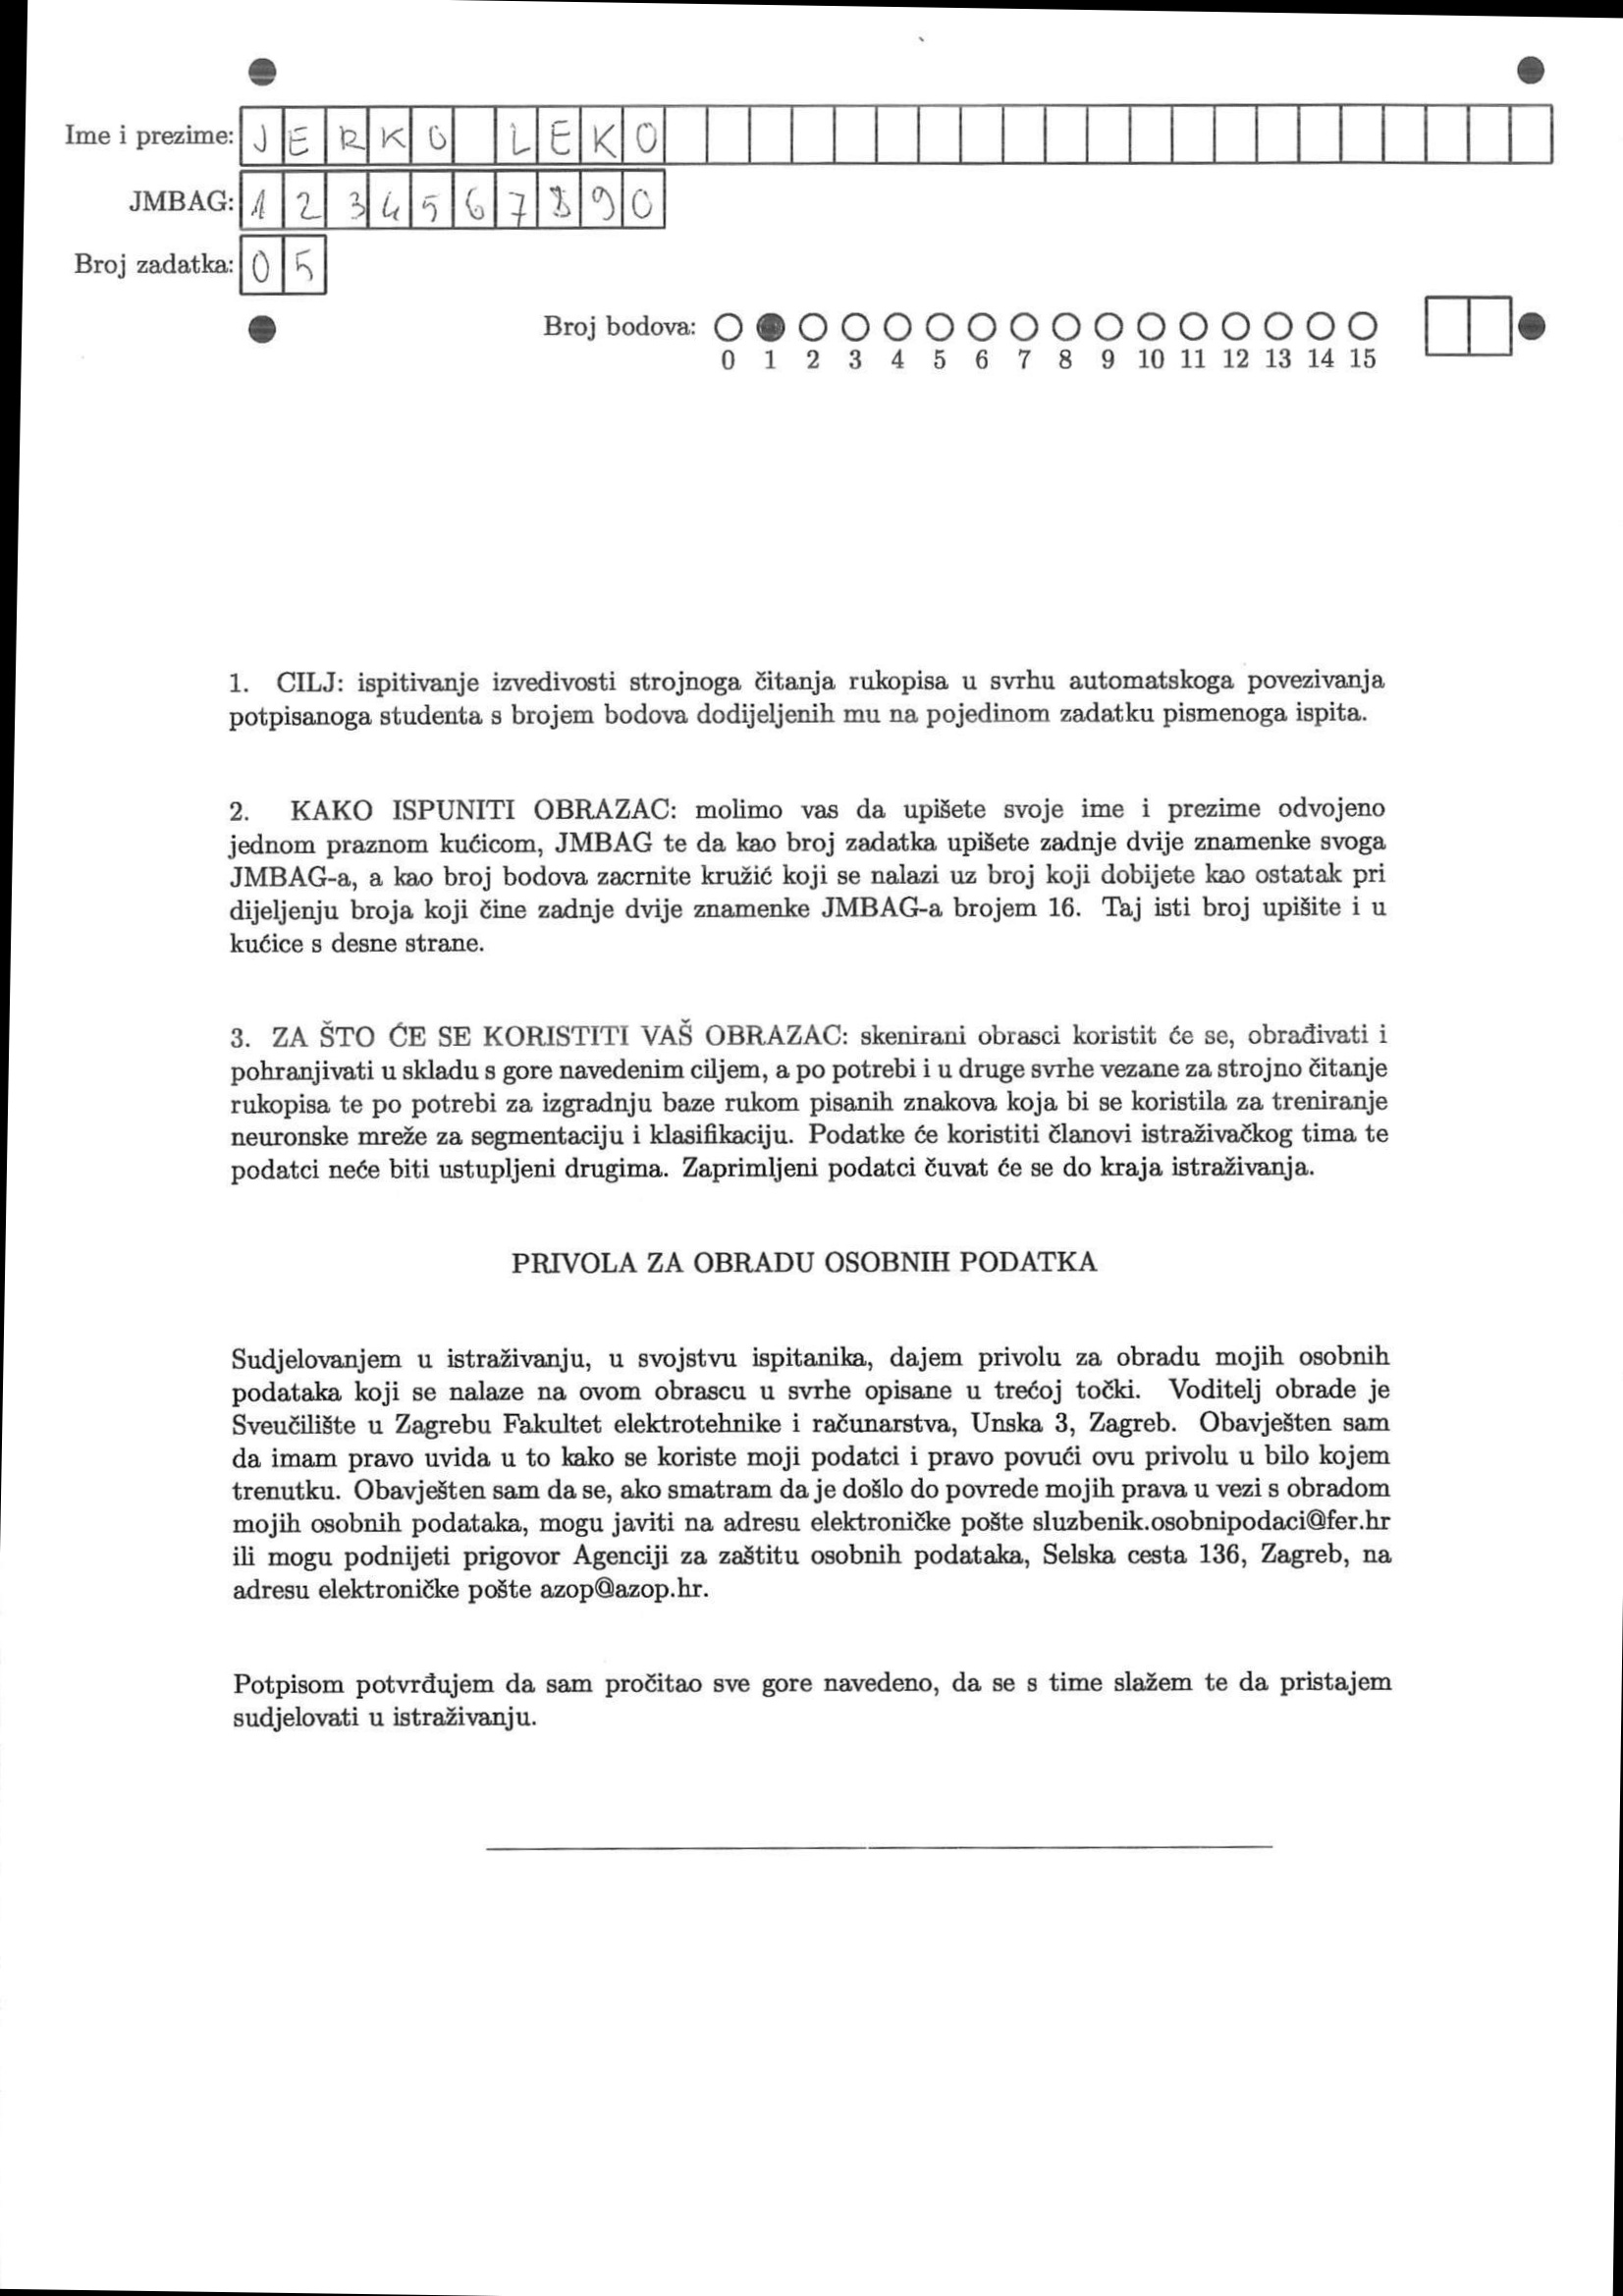 Ime i prezime: JERKO LEKO
JMBAG: 1234567890
Broj zadatka: 05
Broj bodova:
0 1 2 3 4 5 6 7 8 9 10 11 12 13 14 15
1. CILJ: ispitivanje izvedivosti strojnoga čitanja rukopisa u svrhu automatskoga povezivanja
potpisanoga studenta s brojem bodova dodijeljenih mu na pojedinom zadatku pismenoga ispita.
2. KAKO ISPUNITI OBRAZAC: molimo vas da upišete svoje ime i prezime odvojeno
jednom praznom kućicom, JMBAG te da kao broj zadatka upišete zadnje dvije znamenke svoga
JMBAG-a, a kao broj bodova zacrnite kružić koji se nalazi uz broj koji dobijete kao ostatak pri
dijeljenju broja koji čine zadnje dvije znamenke JMBAG-a brojem 16. Taj isti broj upišite i u
kućice s desne strane.
3. ZA ŠTO ĆE SE KORISTITI VAŠ OBRAZAC: skenirani obrasci koristit će se, obrađivati i
pohranjivati u skladu s gore navedenim ciljem, a po potrebi i u druge svrhe vezane za strojno čitanje
rukopisa te po potrebi za izgradnju baze rukom pisanih znakova koja bi se koristila za treniranje
neuronske mreže za segmentaciju i klasifikaciju. Podatke će koristiti članovi istraživačkog tima te
podatci neće biti ustupljeni drugima. Zaprimljeni podatci čuvat će se do kraja istraživanja.
PRIVOLA ZA OBRADU OSOBNIH PODATKA
Sudjelovanjem u istraživanju, u svojstvu ispitanika, dajem privolu za obradu mojih osobnih
podataka koji se nalaze na ovom obrascu u svrhe opisane u trećoj točki. Voditelj obrade je
Sveučilište u Zagrebu Fakultet elektrotehnike i računarstva, Unska 3, Zagreb. Obavješten sam
da imam pravo uvida u to kako se koriste moji podatci i pravo povući ovu privolu u bilo kojem
trenutku. Obavješten sam da se, ako smatram da je došlo do povrede mojih prava u vezi s obradom
mojih osobnih podataka, mogu javiti na adresu elektroničke pošte sluzbenik.osobnipodaci@fer.hr
ili mogu podnijeti prigovor Agenciji za zaštitu osobnih podataka, Selska cesta 136, Zagreb, na
adresu elektroničke pošte azop@azop.hr.
Potpisom potvrđujem da sam pročitao sve gore navedeno, da se s time slažem te da pristajem
sudjelovati u istraživanju.